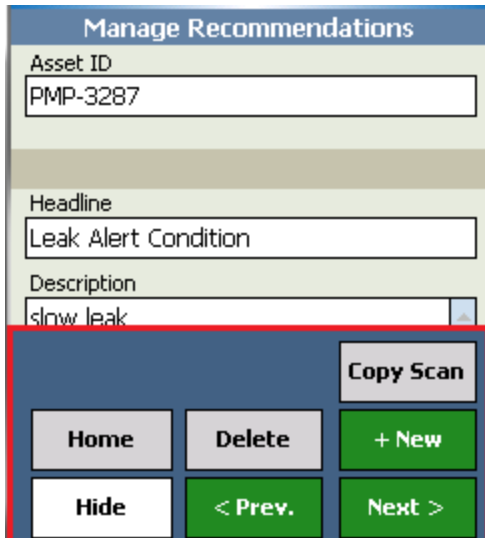 Manage Recommendations
Asset ID
PMP-3287
Headline
Leak Alert Condition
Description
slow leak
Copy Scan
Home Delete + New
Hide < Prev. Next >